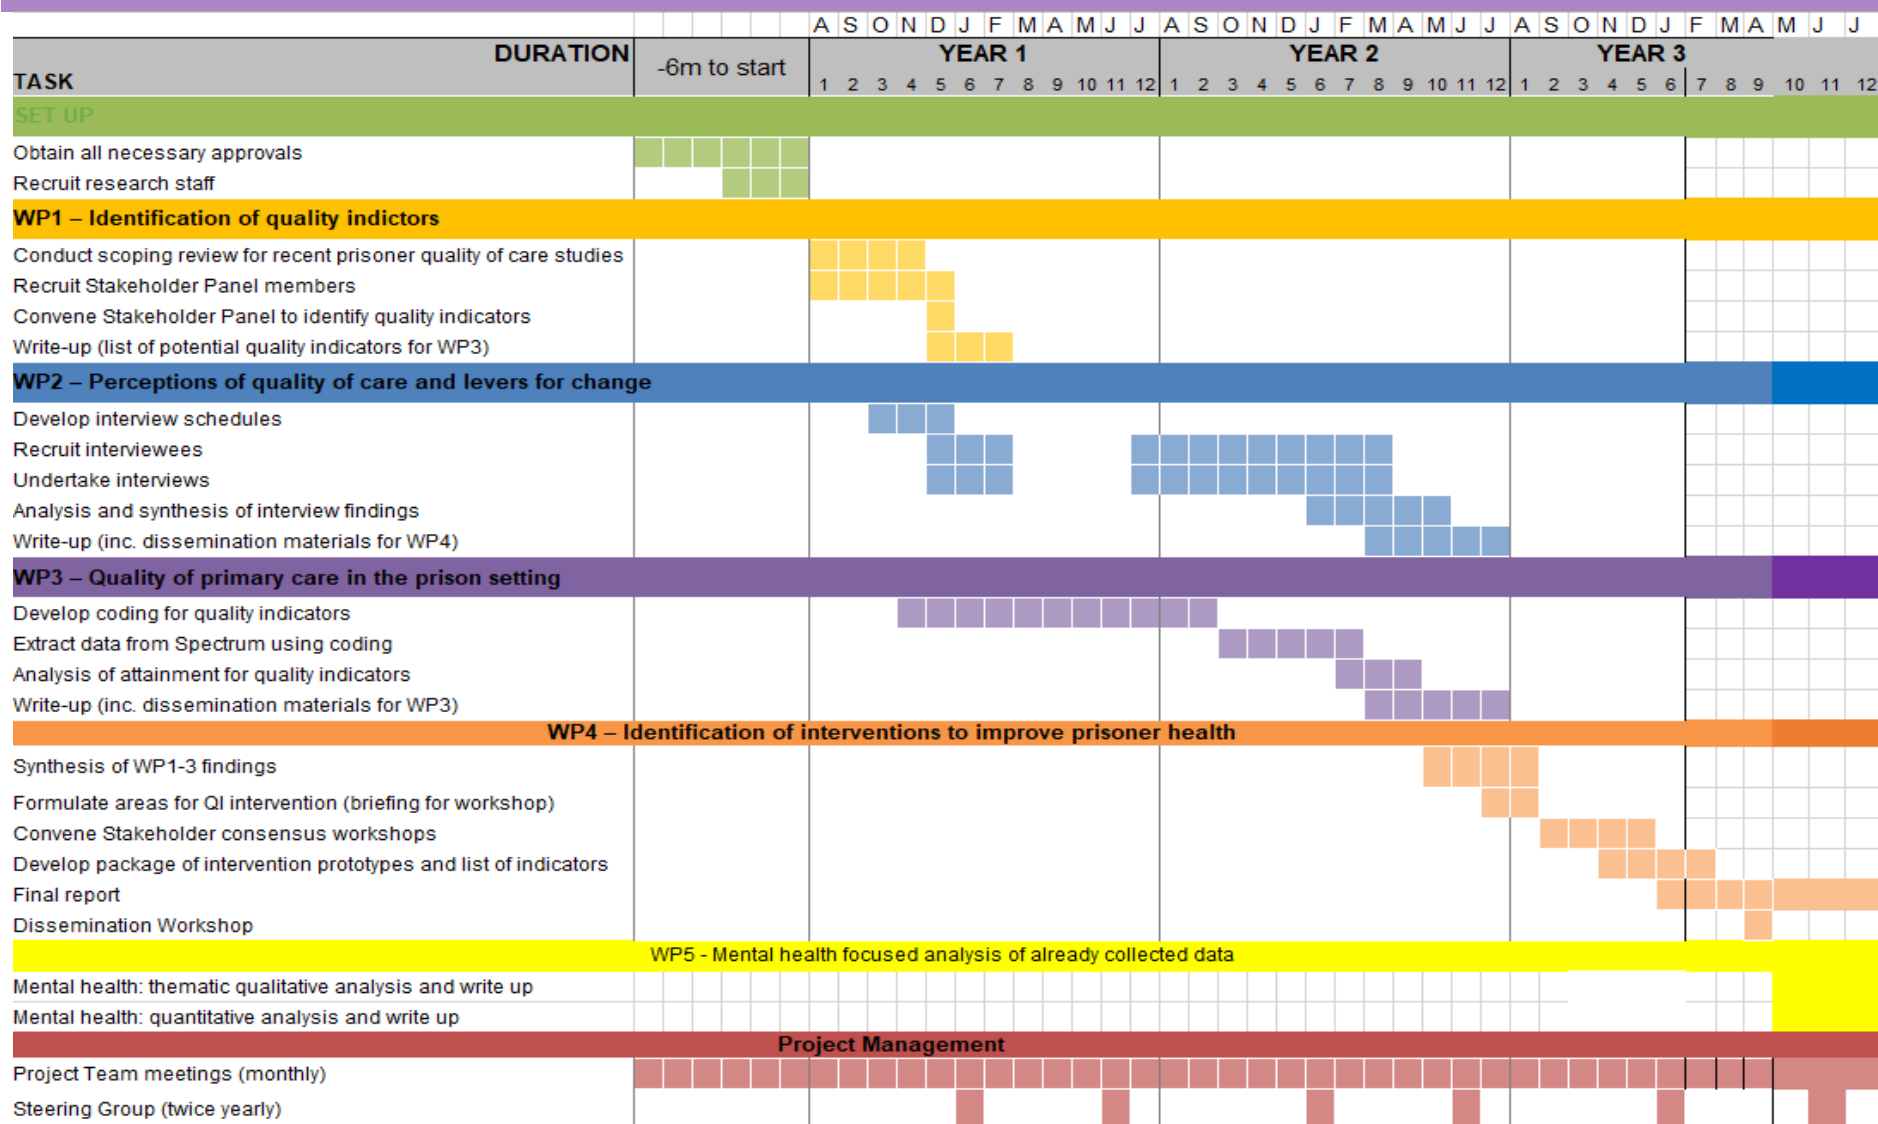 A S O N D J F M A M J J A S O N D J F M A M J J A S O N D J F M A M J J
DURATION
-6m to start
YEAR 1
YEAR 2
YEAR 3
TASK
1 2 3 4 5 6 7 8 9 10 11 12 1 2 3 4 5 6 7 8 9 10 11 12 1 2 3 4 5 6 7 8 9 10 11 12
SET UP
Obtain all necessary approvals
Recruit research staff
WP1 – Identification of quality indictors
Conduct scoping review for recent prisoner quality of care studies
Recruit Stakeholder Panel members
Convene Stakeholder Panel to identify quality indicators
Write-up (list of potential quality indicators for WP3)
WP2 – Perceptions of quality of care and levers for change
Develop interview schedules
Recruit interviewees
Undertake interviews
Analysis and synthesis of interview findings
Write-up (inc. dissemination materials for WP4)
WP3 – Quality of primary care in the prison setting
Develop coding for quality indicators
Extract data from Spectrum using coding
Analysis of attainment for quality indicators
Write-up (inc. dissemination materials for WP3)
WP4 – Identification of interventions to improve prisoner health
Synthesis of WP1-3 findings
Formulate areas for QI intervention (briefing for workshop)
Convene Stakeholder consensus workshops
Develop package of intervention prototypes and list of indicators
Final report
Dissemination Workshop
WP5 - Mental health focused analysis of already collected data
Mental health: thematic qualitative analysis and write up
Mental health: quantitative analysis and write up
Project Management
Project Team meetings (monthly)
Steering Group (twice yearly)